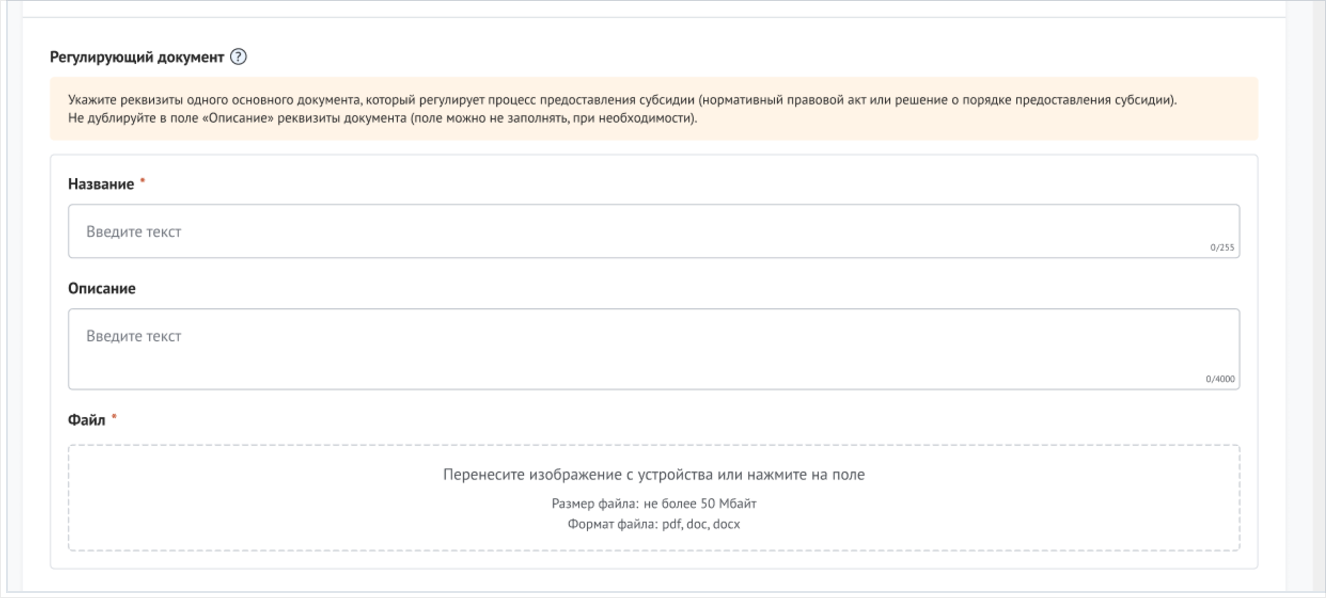 Регулирующий документ ?
Укажите реквизиты одного основного документа, который регулирует процесс предоставления субсидии (нормативный правовой акт или решение о порядке предоставления субсидии).
Не дублируйте в поле «Описание» реквизиты документа (поле можно не заполнять, при необходимости).
Название *
Введите текст
0/255
Описание
Введите текст
0/4000
Файл *
Перенесите изображение с устройства или нажмите на поле
Размер файла: не более 50 Мбайт
Формат файла: pdf, doc, docx